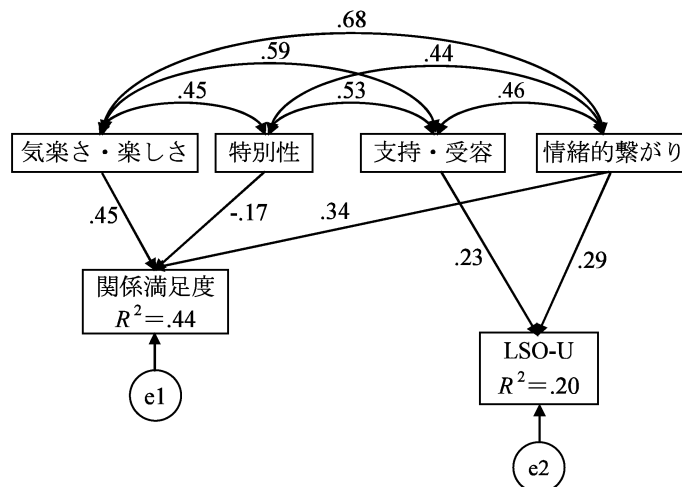 .68
.59
.44
.45
.53
.46
気楽さ・楽しさ
特別性
支持・受容
情緒的繋がり
.45
-.17
.34
.23
.29
関係満足度
R²=.44
LSO-U
R²=.20
e1
e2